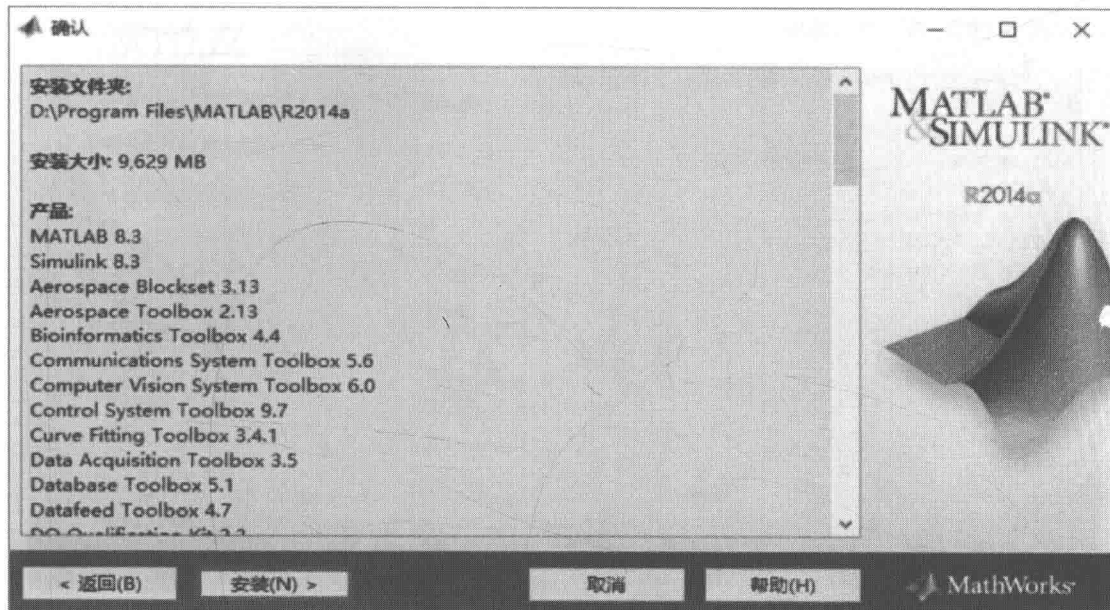 确认
安装文件夹:
D:\Program Files\MATLAB\R2014a
安装大小: 9,629 MB
产品:
MATLAB 8.3
Simulink 8.3
Aerospace Blockset 3.13
Aerospace Toolbox 2.13
Bioinformatics Toolbox 4.4
Communications System Toolbox 5.6
Computer Vision System Toolbox 6.0
Control System Toolbox 9.7
Curve Fitting Toolbox 3.4.1
Data Acquisition Toolbox 3.5
Database Toolbox 5.1
Datafeed Toolbox 4.7
DO Qualification Kit
MATLAB®
&SIMULINK®
R2014a
< 返回(B)
安装(N) >
取消
帮助(H)
MathWorks®